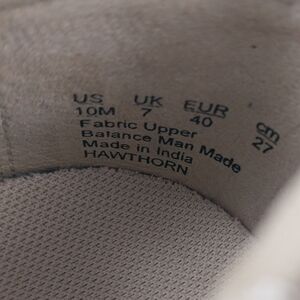 US UK EUR cm
10M 7 40 27
Fabric Upper
Balance Man Made
Made in India
HAWTHORN